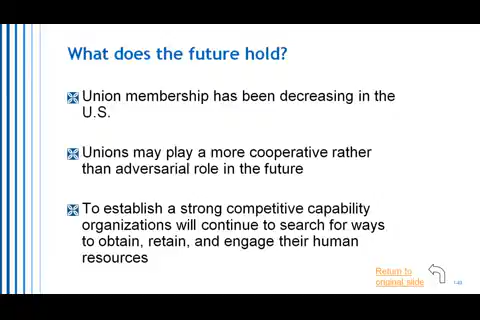 What does the future hold?
Union membership has been decreasing in the
U.S.
Unions may play a more cooperative rather
than adversarial role in the future
To establish a strong competitive capability
organizations will continue to search for ways
to obtain, retain, and engage their human
resources
Return to
original slide